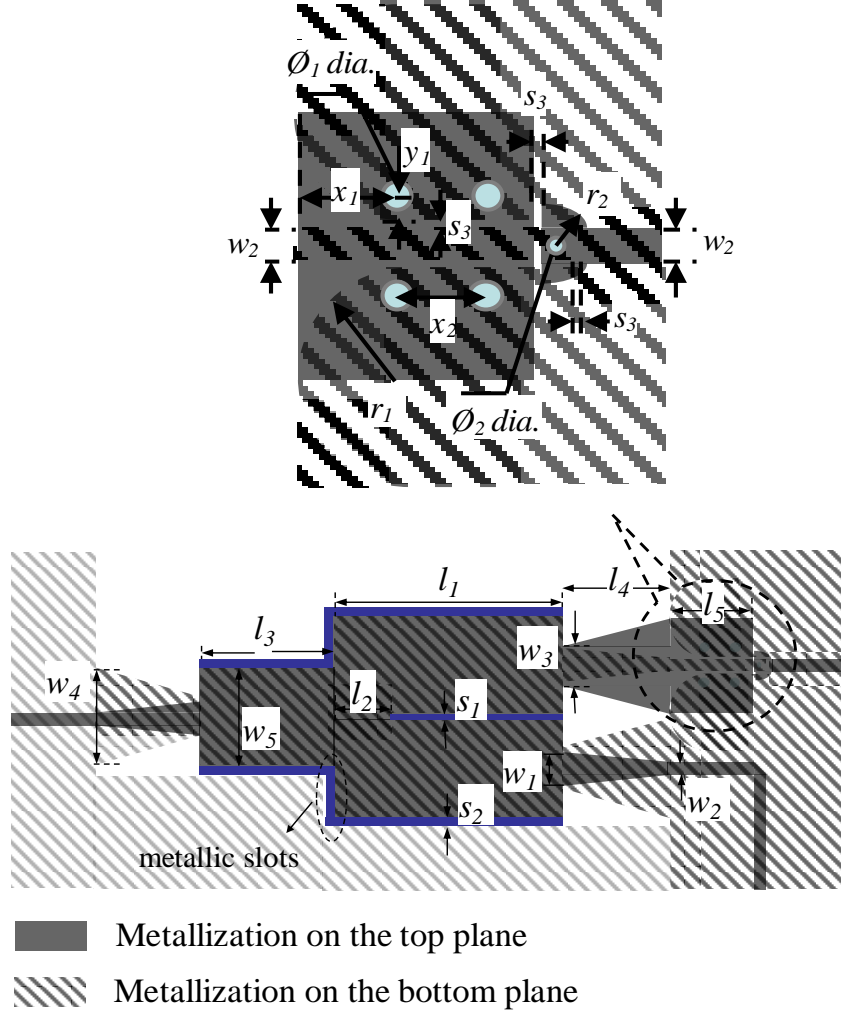 Ø₁ dia.
s₃
y₁
x₁
r₂
s₃
w₂
w₂
x₂
s₃
r₁
Ø₂ dia.
l₁
l₄
l₅
l₃
w₃
w₄
l₂
s₁
w₅
w₁
s₂
w₂
metallic slots
Metallization on the top plane
Metallization on the bottom plane